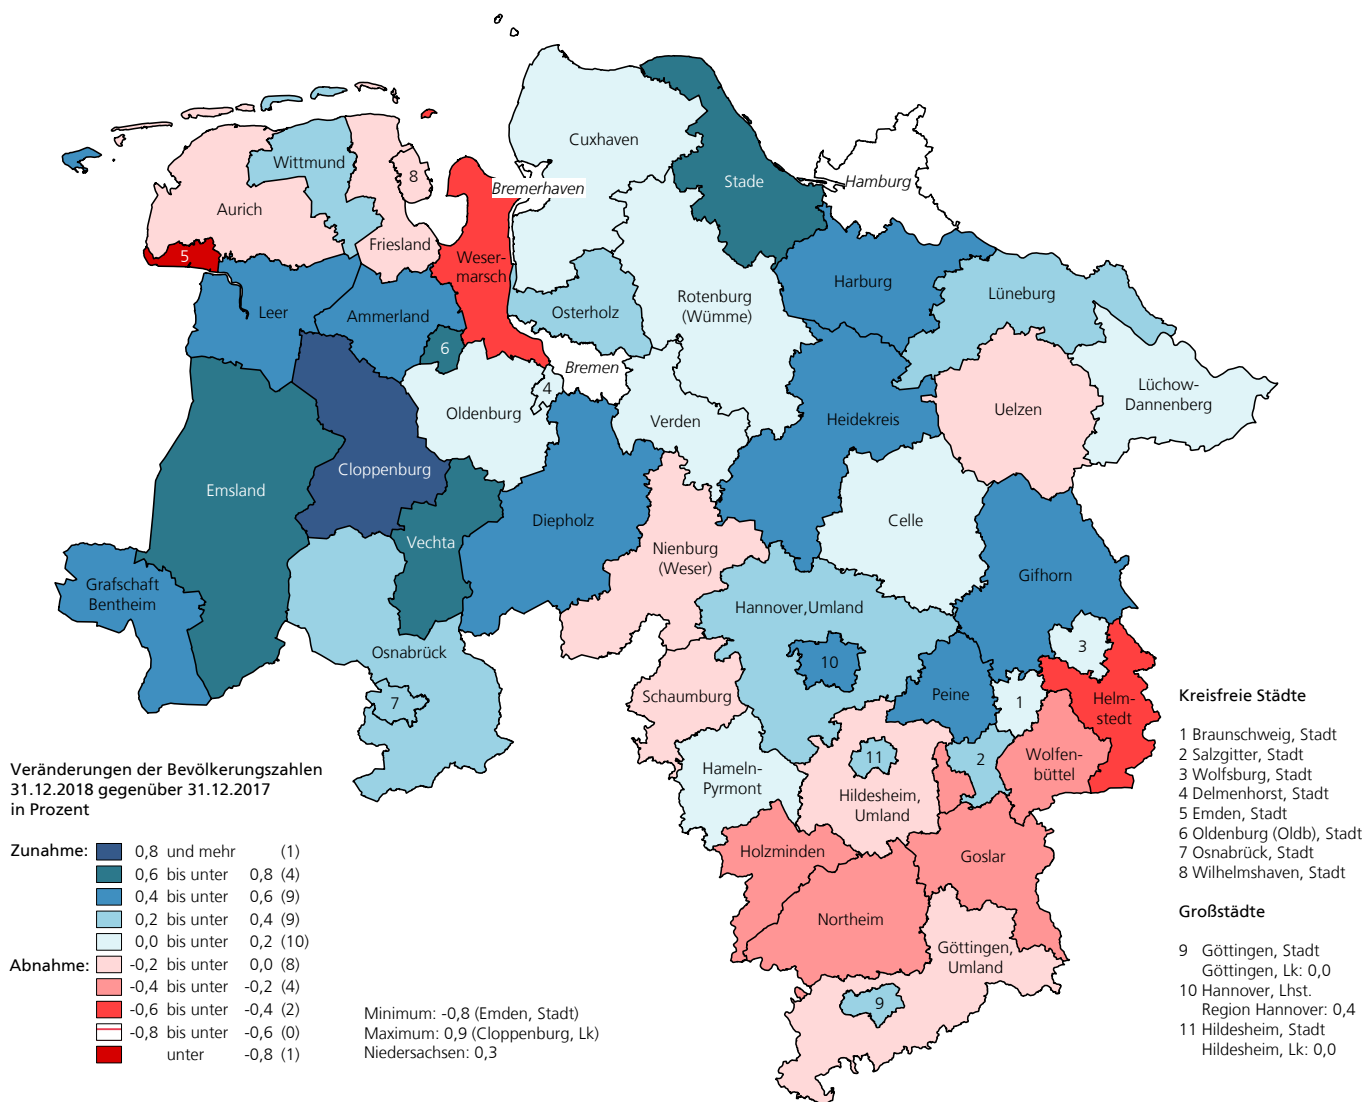 Cuxhaven
Wittmund
8
Bremerhaven
Stade
Hamburg
Aurich
Friesland
5
Weser-
marsch
Harburg
Lüneburg
Leer
Ammerland
Osterholz
Rotenburg
(Wümme)
6
Bremen
4
Oldenburg
Verden
Heidekreis
Uelzen
Lüchow-
Dannenberg
Cloppenburg
Emsland
Vechta
Diepholz
Celle
Nienburg
(Weser)
Grafschaft
Bentheim
Gifhorn
Hannover,Umland
Osnabrück
10
3
7
Schaumburg
Peine
1
Helm-
stedt
Hameln-
Pyrmont
11
2
Wolfen-
büttel
Hildesheim,
Umland
Holzminden
Goslar
Northeim
Göttingen,
Umland
9
Veränderungen der Bevölkerungszahlen
31.12.2018 gegenüber 31.12.2017
in Prozent
Zunahme: 0,8 und mehr (1)
0,6 bis unter 0,8 (4)
0,4 bis unter 0,6 (9)
0,2 bis unter 0,4 (9)
0,0 bis unter 0,2 (10)
Abnahme: -0,2 bis unter 0,0 (8)
-0,4 bis unter -0,2 (4)
-0,6 bis unter -0,4 (2)
-0,8 bis unter -0,6 (0)
unter -0,8 (1)
Minimum: -0,8 (Emden, Stadt)
Maximum: 0,9 (Cloppenburg, Lk)
Niedersachsen: 0,3
Kreisfreie Städte
1 Braunschweig, Stadt
2 Salzgitter, Stadt
3 Wolfsburg, Stadt
4 Delmenhorst, Stadt
5 Emden, Stadt
6 Oldenburg (Oldb), Stadt
7 Osnabrück, Stadt
8 Wilhelmshaven, Stadt
Großstädte
9 Göttingen, Stadt
Göttingen, Lk: 0,0
10 Hannover, Lhst.
Region Hannover: 0,4
11 Hildesheim, Stadt
Hildesheim, Lk: 0,0